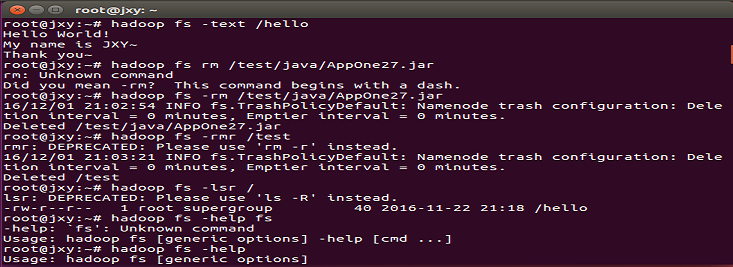 root@jxy: ~
root@jxy:~# hadoop fs -text /hello
Hello World!
My name is JXY~
Thank you~
root@jxy:~# hadoop fs rm /test/java/AppOne27.jar
rm: Unknown command
Did you mean -rm?  This command begins with a dash.
root@jxy:~# hadoop fs -rm /test/java/AppOne27.jar
16/12/01 21:02:54 INFO fs.TrashPolicyDefault: Namenode trash configuration: Dele
tion interval = 0 minutes, Emptier interval = 0 minutes.
Deleted /test/java/AppOne27.jar
root@jxy:~# hadoop fs -rmr /test
rmr: DEPRECATED: Please use 'rm -r' instead.
16/12/01 21:03:21 INFO fs.TrashPolicyDefault: Namenode trash configuration: Dele
tion interval = 0 minutes, Emptier interval = 0 minutes.
Deleted /test
root@jxy:~# hadoop fs -lsr /
lsr: DEPRECATED: Please use 'ls -R' instead.
-rw-r--r--   1 root supergroup         40 2016-11-22 21:18 /hello
root@jxy:~# hadoop fs -help fs
-help: `fs': Unknown command
Usage: hadoop fs [generic options] -help [cmd ...]
root@jxy:~# hadoop fs -help
Usage: hadoop fs [generic options]